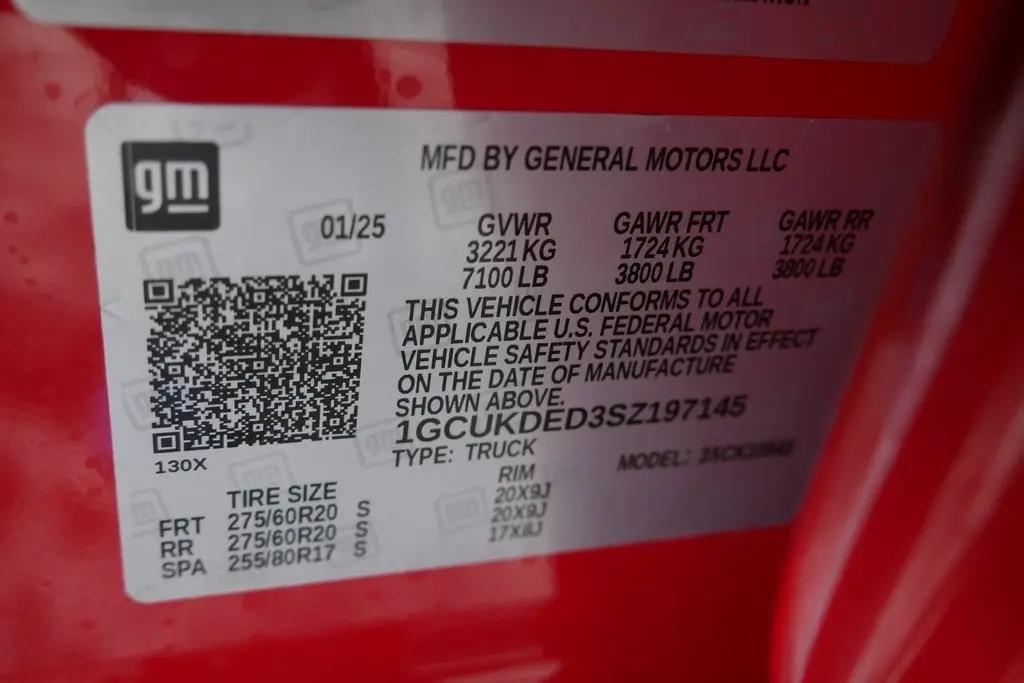 gm
MFD BY GENERAL MOTORS LLC
01/25
GVWR GAWR FRT GAWR RR
3221 KG 1724 KG 1724 KG
7100 LB 3800 LB 3800 LB
THIS VEHICLE CONFORMS TO ALL
APPLICABLE U.S. FEDERAL MOTOR
VEHICLE SAFETY STANDARDS IN EFFECT
ON THE DATE OF MANUFACTURE
SHOWN ABOVE.
1GCUKDED3SZ197145
TYPE: TRUCK MODEL:
130X
TIRE SIZE RIM
FRT 275/60R20 S 20X9J
RR 275/60R20 S 20X9J
SPA 255/80R17 S 17X8J